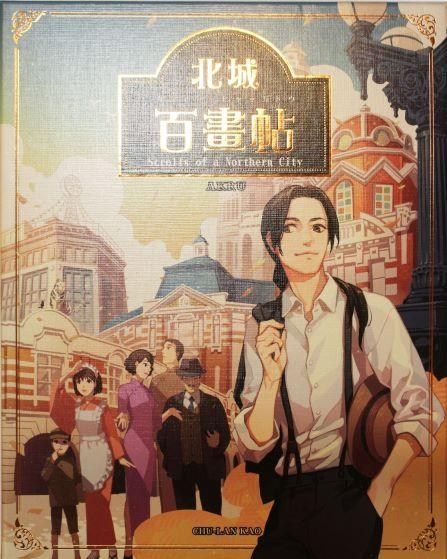 北城
百畫帖
Scrolls of a Northern City
AKRU
CHU-LAN KAO